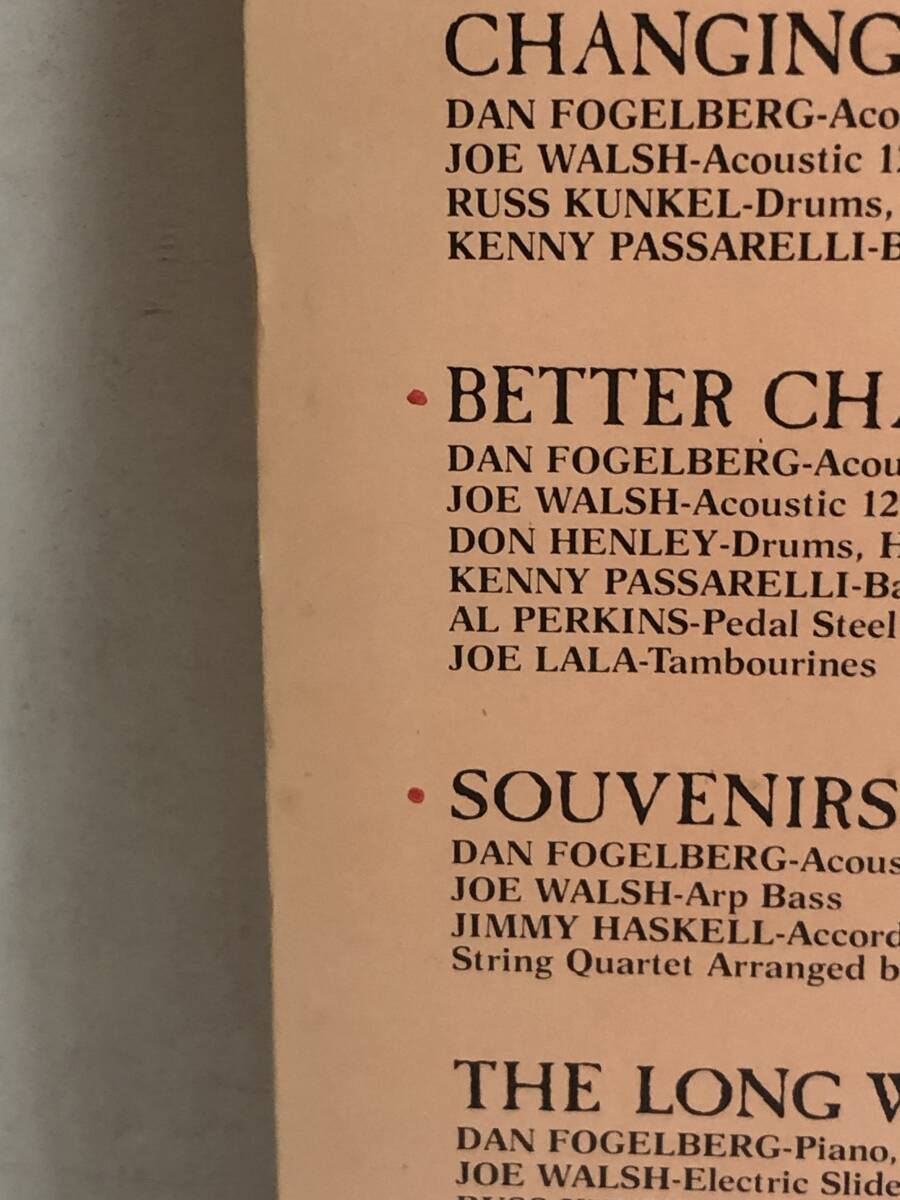 CHANGING
DAN FOGELBERG-Aco
JOE WALSH-Acoustic 12
RUSS KUNKEL-Drums,
KENNY PASSARELLI-B
BETTER CHA
DAN FOGELBERG-Acou
JOE WALSH-Acoustic 12
DON HENLEY-Drums, H
KENNY PASSARELLI-Ba
AL PERKINS-Pedal Steel
JOE LALA-Tambourines
SOUVENIRS
DAN FOGELBERG-Acous
JOE WALSH-Arp Bass
JIMMY HASKELL-Accord
String Quartet Arranged b
THE LONG W
DAN FOGELBERG-Piano,
JOE WALSH-Electric Slide